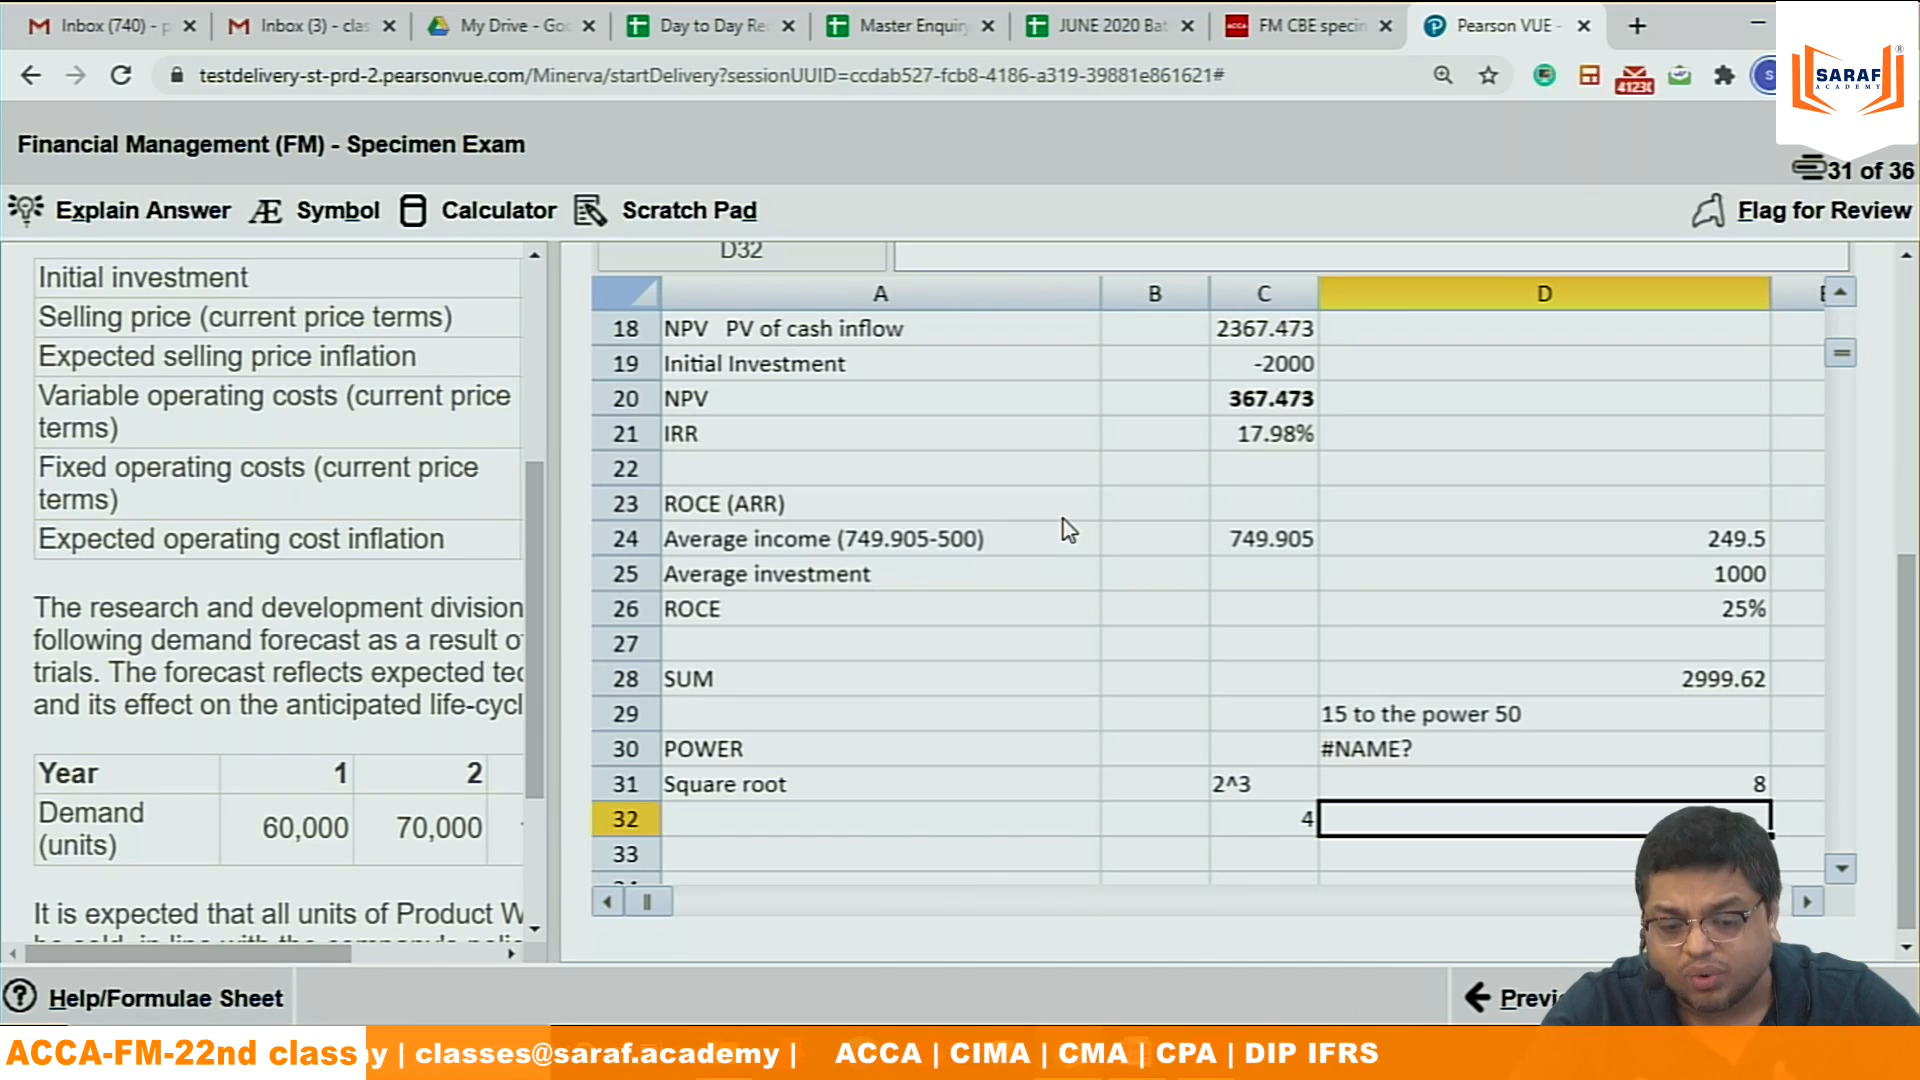 Inbox (740) - p
Inbox (3) - clas
My Drive - Goo
Day to Day Re
Master Enquiry
JUNE 2020 Bat
FM CBE specin
Pearson VUE -
testdelivery-st-prd-2.pearsonvue.com/Minerva/startDelivery?sessionUUID=ccdab527-fcb8-4186-a319-39881e861621#
SARAF
ACADEMY
Financial Management (FM) - Specimen Exam
31 of 36
Explain Answer
Symbol
Calculator
Scratch Pad
Flag for Review
Initial investment
Selling price (current price terms)
Expected selling price inflation
Variable operating costs (current price
terms)
Fixed operating costs (current price
terms)
Expected operating cost inflation
The research and development division
following demand forecast as a result o
trials. The forecast reflects expected tec
and its effect on the anticipated life-cycl
Year 1 2
Demand
(units) 60,000 70,000
It is expected that all units of Product W
D32
A B C D
18 NPV PV of cash inflow 2367.473
19 Initial Investment -2000
20 NPV 367.473
21 IRR 17.98%
22
23 ROCE (ARR)
24 Average income (749.905-500) 749.905 249.5
25 Average investment 1000
26 ROCE 25%
27
28 SUM 2999.62
29 15 to the power 50
30 POWER #NAME?
31 Square root 2^3 8
32 4
33
Help/Formulae Sheet
Previ
ACCA-FM-22nd class
y | classes@saraf.academy | ACCA | CIMA | CMA | CPA | DIP IFRS